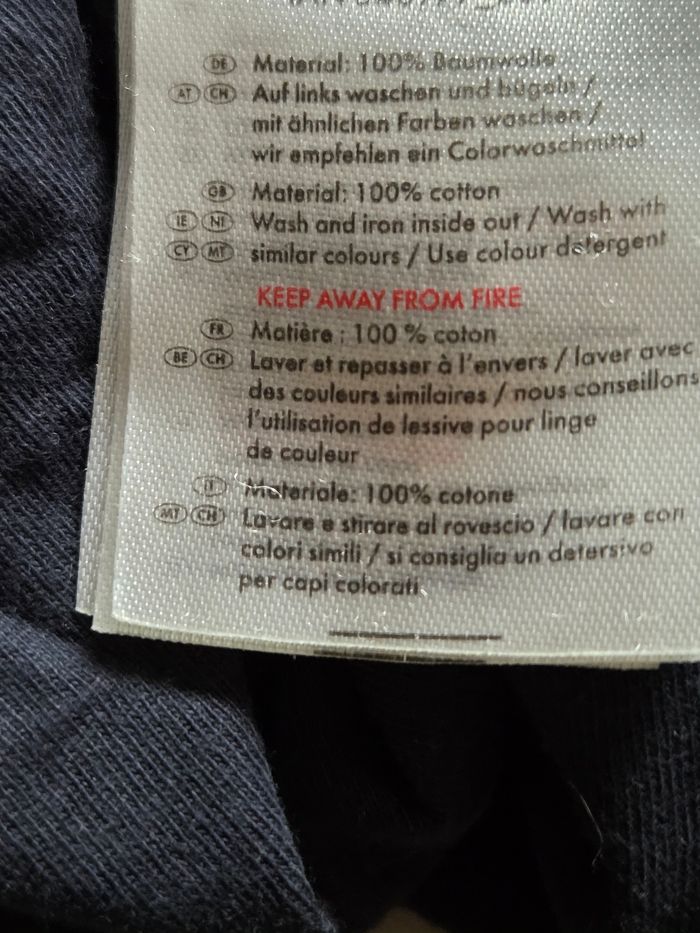 DE Material: 100% Baumwolle
AT CH Auf links waschen und bügeln /
mit ähnlichen Farben waschen /
wir empfehlen ein Colorwaschmittel
GB Material: 100% cotton
IE NI Wash and iron inside out / Wash with
CY MT similar colours / Use colour detergent
KEEP AWAY FROM FIRE
FR Matière : 100 % coton
BE CH Laver et repasser à l'envers / laver avec
des couleurs similaires / nous conseillons
l'utilisation de lessive pour linge
de couleur
IT Materiale: 100% cotone
MT CH Lavare e stirare al rovescio / lavare con
colori simili / si consiglia un detersivo
per capi colorati